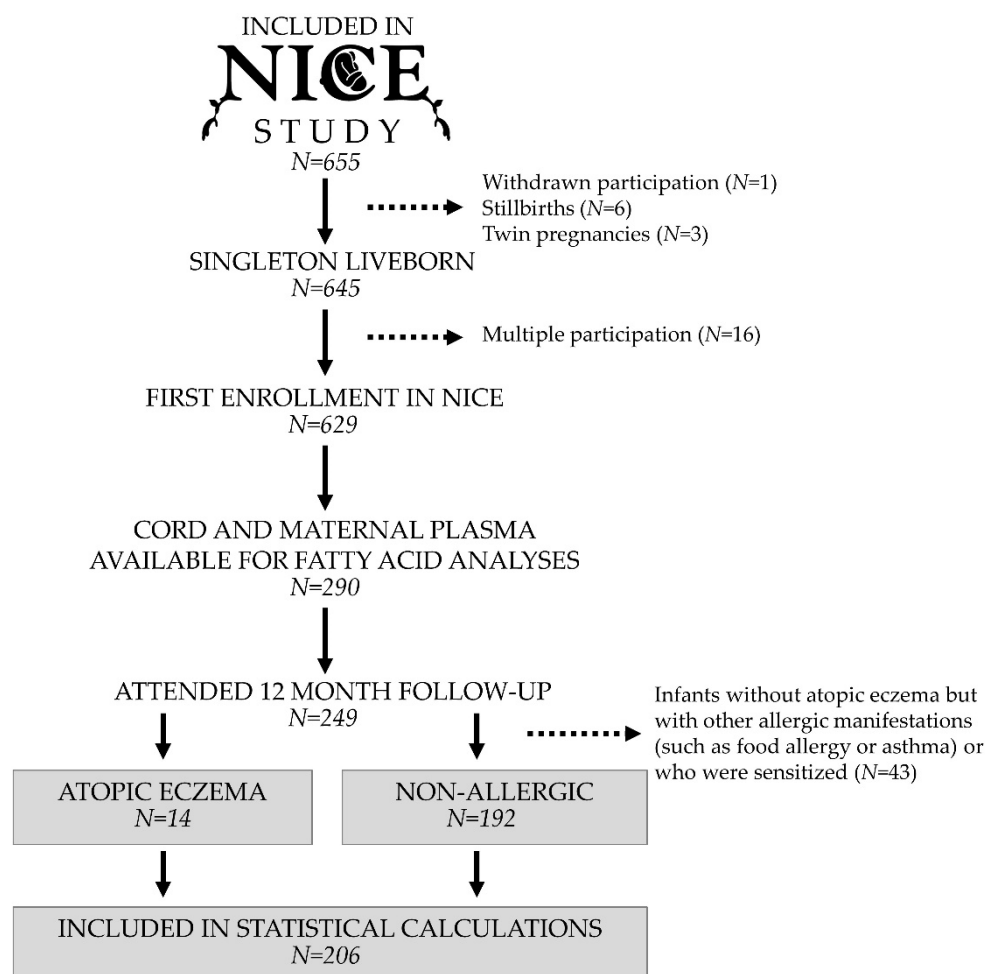 INCLUDED IN
NICE
STUDY
N=655
Withdrawn participation (N=1)
Stillbirths (N=6)
Twin pregnancies (N=3)
SINGLETON LIVEBORN
N=645
Multiple participation (N=16)
FIRST ENROLLMENT IN NICE
N=629
CORD AND MATERNAL PLASMA
AVAILABLE FOR FATTY ACID ANALYSES
N=290
ATTENDED 12 MONTH FOLLOW-UP
N=249
Infants without atopic eczema but
with other allergic manifestations
(such as food allergy or asthma) or
who were sensitized (N=43)
ATOPIC ECZEMA
N=14
NON-ALLERGIC
N=192
INCLUDED IN STATISTICAL CALCULATIONS
N=206